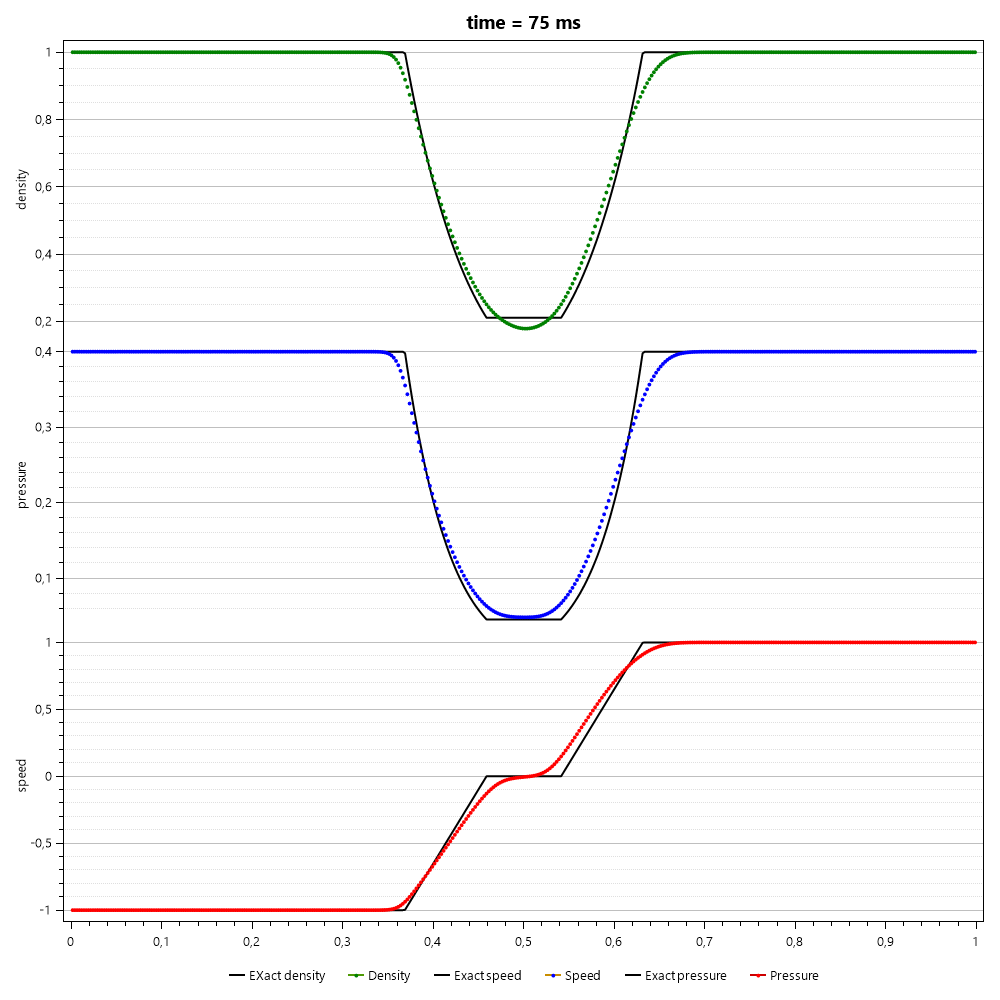 time = 75 ms
1
0,8
0,6
0,4
0,2
density
0,4
0,3
0,2
0,1
pressure
1
0,5
0
-0,5
-1
speed
0 0,1 0,2 0,3 0,4 0,5 0,6 0,7 0,8 0,9 1
EXact density Density Exact speed Speed Exact pressure Pressure